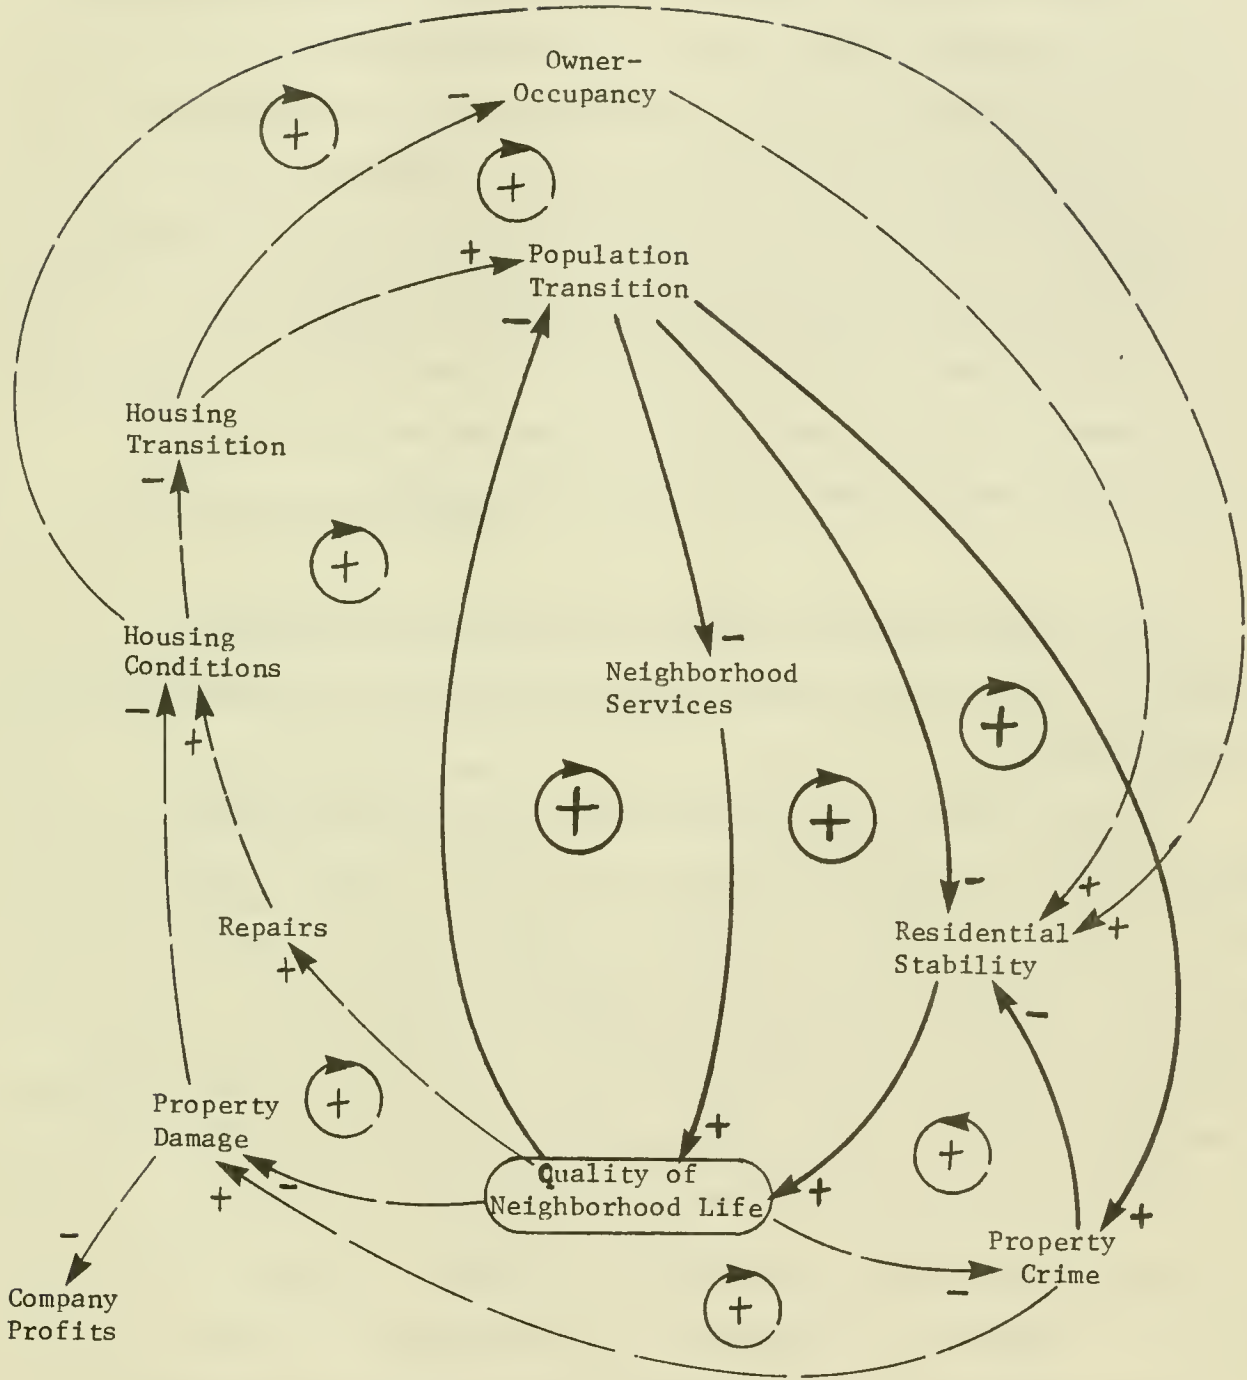 Owner-
Occupancy
-
+
+
+
Population
Transition
-
Housing
Transition
-
+
Housing
Conditions
-
+
-
Neighborhood
Services
+
+
+
-
+
+
Repairs
+
Residential
Stability
-
Property
Damage
+
+
+
-
+
Quality of
Neighborhood Life
+
+
Property
Crime
-
-
+
Company
Profits